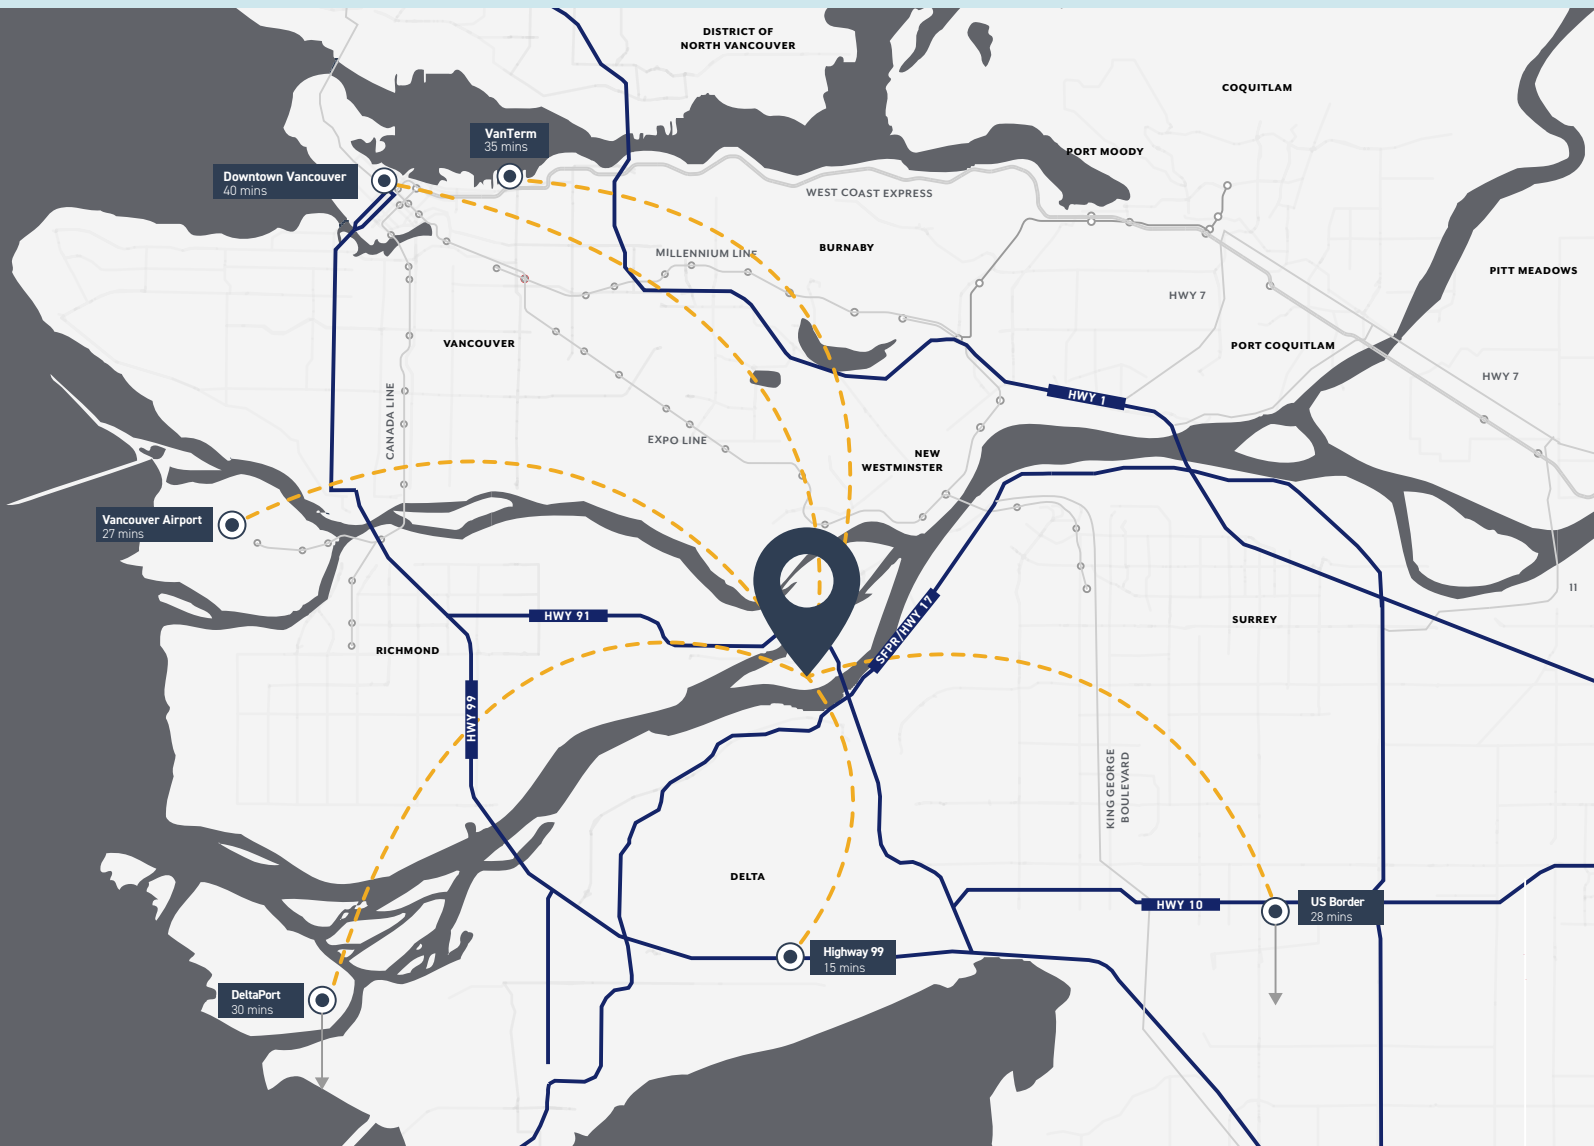 DISTRICT OF
NORTH VANCOUVER
COQUITLAM
VanTerm
35 mins
PORT MOODY
Downtown Vancouver
40 mins
WEST COAST EXPRESS
BURNABY
MILLENNIUM LINE
PITT MEADOWS
HWY 7
VANCOUVER
PORT COQUITLAM
HWY 7
HWY 1
CANADA LINE
EXPO LINE
NEW
WESTMINSTER
Vancouver Airport
27 mins
11
HWY 91
SFPR/HWY 17
SURREY
RICHMOND
HWY 99
KING GEORGE
BOULEVARD
DELTA
HWY 10
US Border
28 mins
Highway 99
15 mins
DeltaPort
30 mins